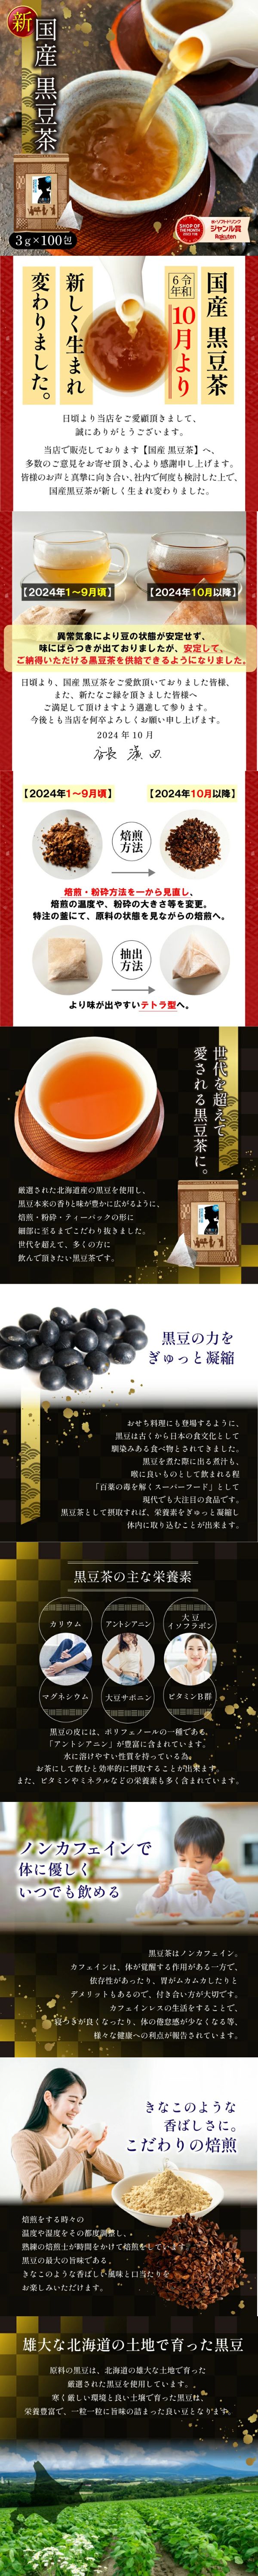 新
国産 黒豆茶
3g×100包
SHOP OF
THE MONTH
水・ソフトドリンク
ジャンル賞
Rakuten
国産 黒豆茶
令和
6年
10月より
新しく生まれ
変わりました。
日頃より当店をご愛顧頂きまして、
誠にありがとうございます。
当店で販売しております【国産 黒豆茶】へ、
多数のご意見をお寄せ頂き、心より感謝申し上げます。
皆様のお声と真摯に向き合い、社内で何度も検討した上で、
国産黒豆茶が新しく生まれ変わりました。
【2024年1～9月頃】
【2024年10月以降】
異常気象により豆の状態が安定せず、
味にばらつきが出ておりましたが、安定して、
ご納得いただける黒豆茶を供給できるようになりました。
日頃より、国産 黒豆茶をご愛飲頂いておりました皆様、
また、新たなご縁を頂きました皆様へ
ご満足して頂けますよう邁進して参ります。
今後とも当店を何卒よろしくお願い申し上げます。
2024年10月
【2024年1～9月頃】
【2024年10月以降】
焙煎
方法
焙煎・粉砕方法を一から見直し、
焙煎の温度や、粉砕の大きさ等を変更。
特注の釜にて、原料の状態を見ながらの焙煎へ。
抽出
方法
より味が出やすいテトラ型へ。
世代を超えて
愛される黒豆茶に。
厳選された北海道産の黒豆を使用し、
黒豆本来の香りと味が豊かに広がるように、
焙煎・粉砕・ティーバックの形に
細部に至るまでこだわり抜きました。
世代を超えて、多くの方に
飲んで頂きたい黒豆茶です。
黒豆の力を
ぎゅっと凝縮
おせち料理にも登場するように、
黒豆は古くから日本の食文化として
馴染みある食べ物とされてきました。
黒豆を煮た際に出る煮汁も、
喉に良いものとして飲まれる程
「百薬の毒を解くスーパーフード」として
現代でも大注目の食品です。
黒豆茶として摂取すれば、栄養素をぎゅっと凝縮し
体内に取り込むことが出来ます。
黒豆茶の主な栄養素
カリウム
アントシアニン
大豆
イソフラボン
マグネシウム
大豆サポニン
ビタミンB群
黒豆の皮には、ポリフェノールの一種である、
「アントシアニン」が豊富に含まれています。
水に溶けやすい性質を持っている為、
お茶にして飲むと効率的に摂取することが出来ます。
また、ビタミンやミネラルなどの栄養素も多く含まれています。
ノンカフェインで
体に優しく
いつでも飲める
黒豆茶はノンカフェイン。
カフェインは、体が覚醒する作用がある一方で、
依存性があったり、胃がムカムカしたりと
デメリットもあるので、付き合い方が大切です。
カフェインレスの生活をすることで、
寝つきが良くなったり、体の倦怠感が少なくなる等、
様々な健康への利点が報告されています。
きなこのような
香ばしさに。
こだわりの焙煎
焙煎をする時々の
温度や湿度をその都度測定し、
熟練の焙煎士が時間をかけて焙煎をしています。
黒豆の最大の旨味である、
きなこのような香ばしい風味と口当たりを
お楽しみいただけます。
雄大な北海道の土地で育った黒豆
原料の黒豆は、北海道の雄大な土地で育った
厳選された黒豆を使用しています。
寒く厳しい環境と良い土壌で育った黒豆は、
栄養豊富で、一粒一粒に旨味の詰まった良い豆となります。